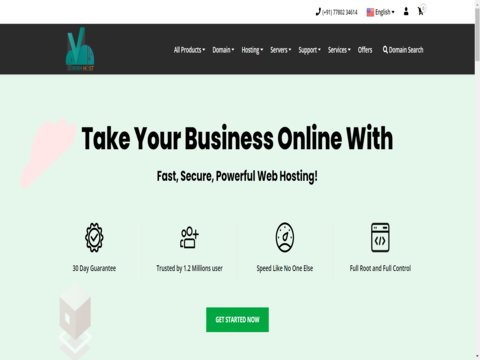 (+91) 77802 34614 English 0
All Products Domain Hosting Servers Support Services Offers Domain Search
Take Your Business Online With
Fast, Secure, Powerful Web Hosting!
30 Day Guarantee Trusted by 1.2 Millions user Speed Like No One Else Full Root and Full Control
GET STARTED NOW